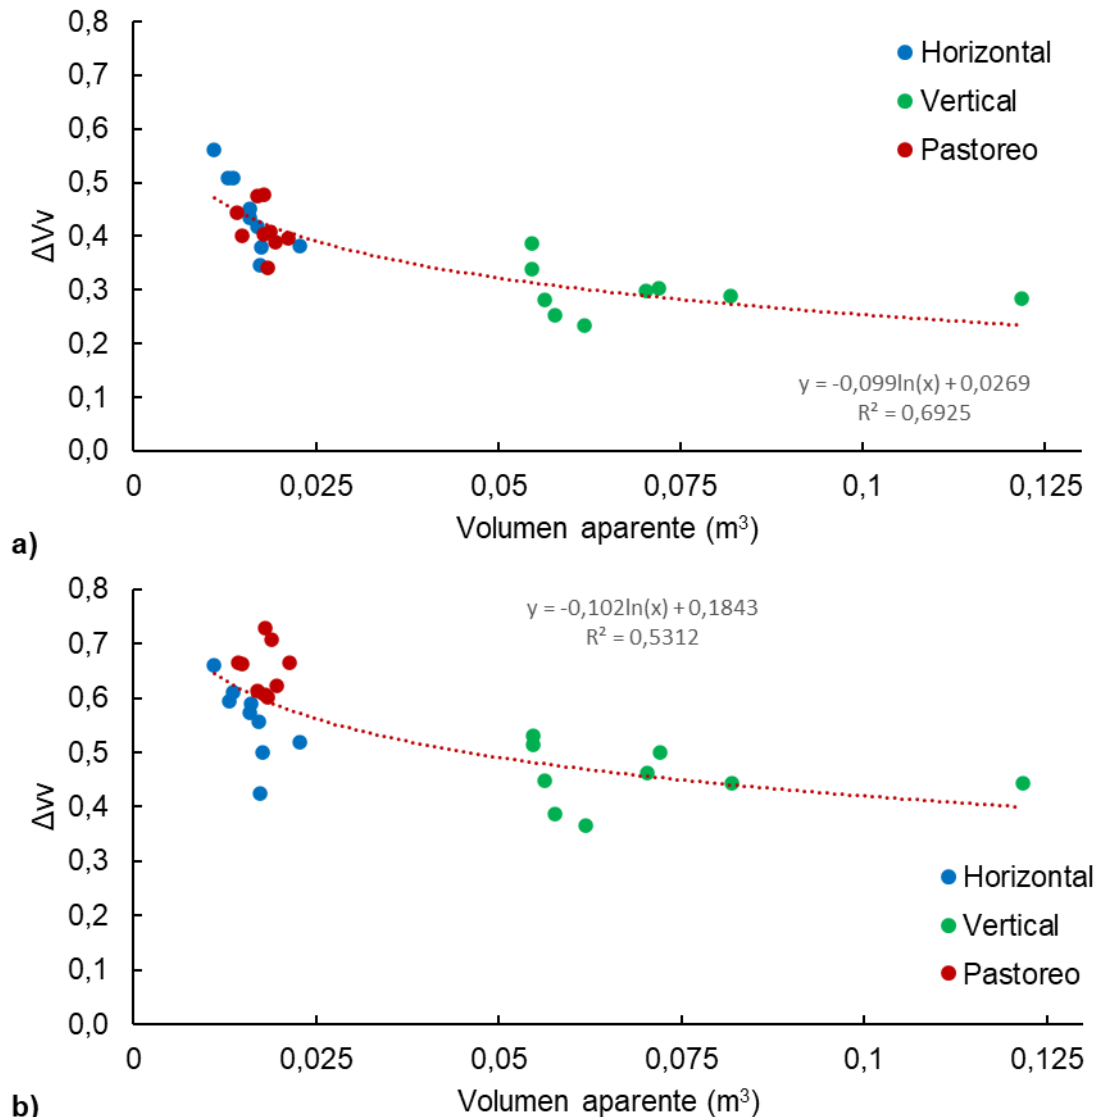 0,8
0,7
0,6
0,5
0,4
0,3
0,2
0,1
0,0
ΔVv
Horizontal
Vertical
Pastoreo
y = -0,099ln(x) + 0,0269
R² = 0,6925
0 0,025 0,05 0,075 0,1 0,125
Volumen aparente (m³)
a)
0,8
0,7
0,6
0,5
0,4
0,3
0,2
0,1
0,0
Δvv
y = -0,102ln(x) + 0,1843
R² = 0,5312
Horizontal
Vertical
Pastoreo
0 0,025 0,05 0,075 0,1 0,125
Volumen aparente (m³)
b)